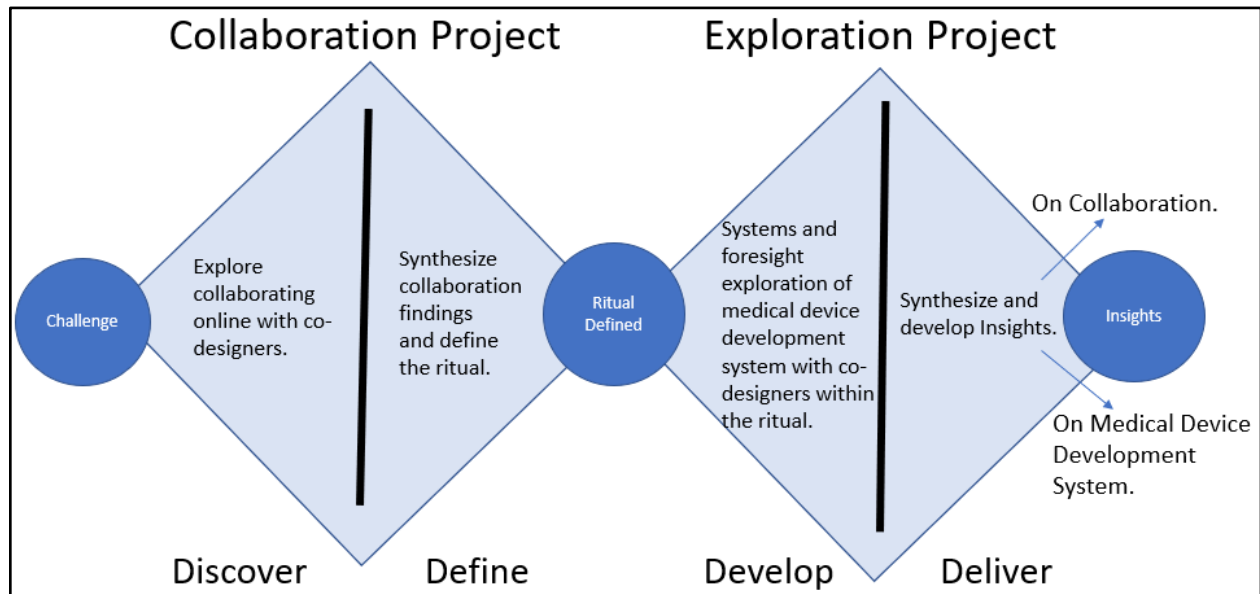 Collaboration Project
Exploration Project
Challenge
Explore
collaborating
online with co-
designers.
Synthesize
collaboration
findings
and define
the ritual.
Ritual
Defined
Systems and
foresight
exploration of
medical device
development
system with co-
designers within
the ritual.
Synthesize and
develop Insights.
On Collaboration.
Insights
On Medical Device
Development
System.
Discover
Define
Develop
Deliver